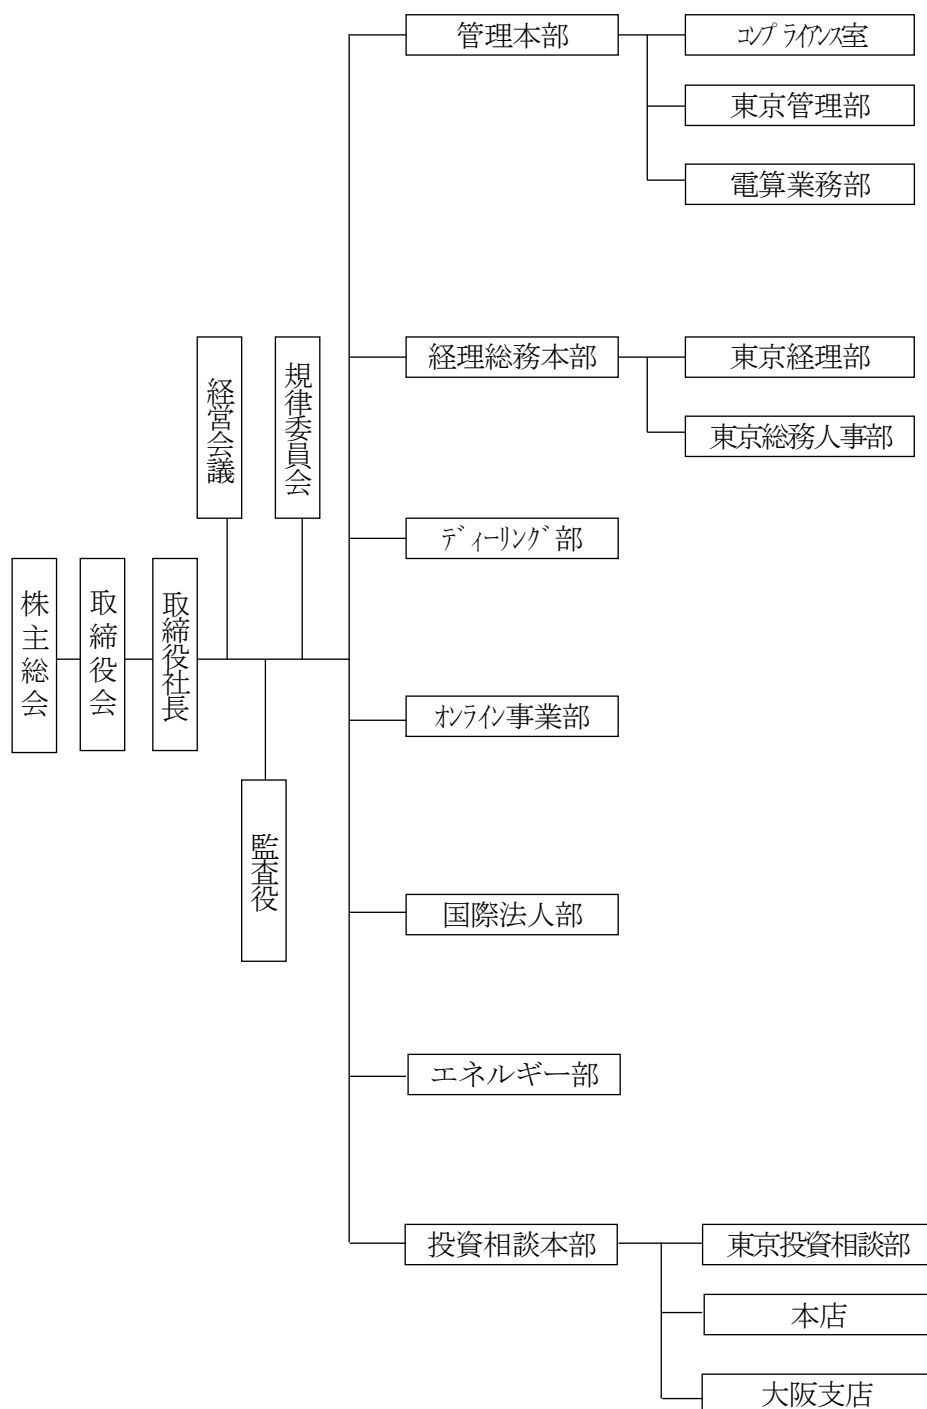 株主総会
取締役会
取締役社長
経営会議
規律委員会
監査役
管理本部
コンプライアンス室
東京管理部
電算業務部
経理総務本部
東京経理部
東京総務人事部
ディーリング部
オンライン事業部
国際法人部
エネルギー部
投資相談本部
東京投資相談部
本店
大阪支店